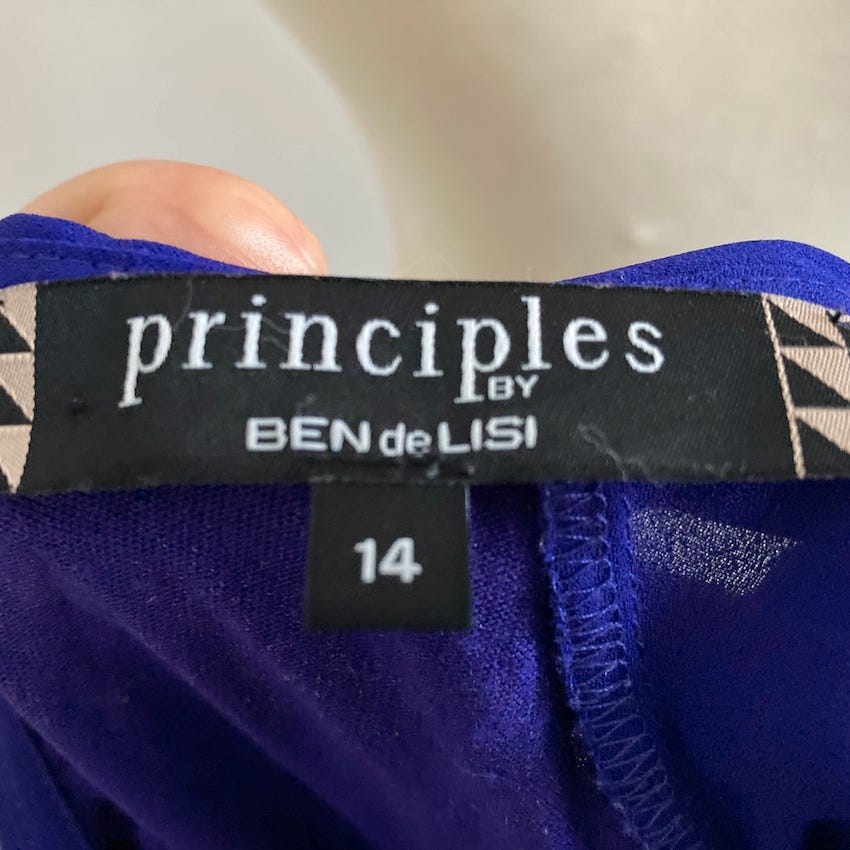 principles
BY
BEN de LISI
14